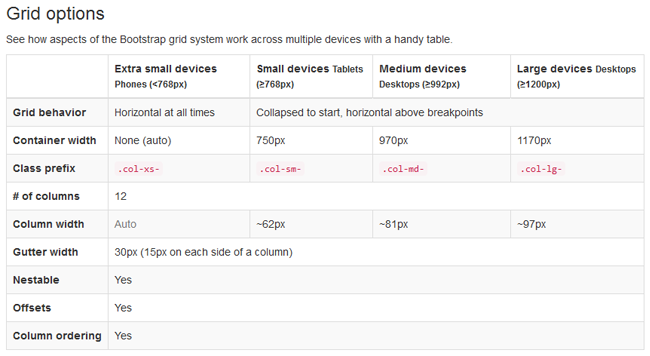 Grid options
See how aspects of the Bootstrap grid system work across multiple devices with a handy table.
Extra small devices Small devices Tablets Medium devices Large devices Desktops
Phones (<768px) (≥768px) Desktops (≥992px) (≥1200px)
Grid behavior Horizontal at all times Collapsed to start, horizontal above breakpoints
Container width None (auto) 750px 970px 1170px
Class prefix .col-xs- .col-sm- .col-md- .col-lg-
# of columns 12
Column width Auto ~62px ~81px ~97px
Gutter width 30px (15px on each side of a column)
Nestable Yes
Offsets Yes
Column ordering Yes